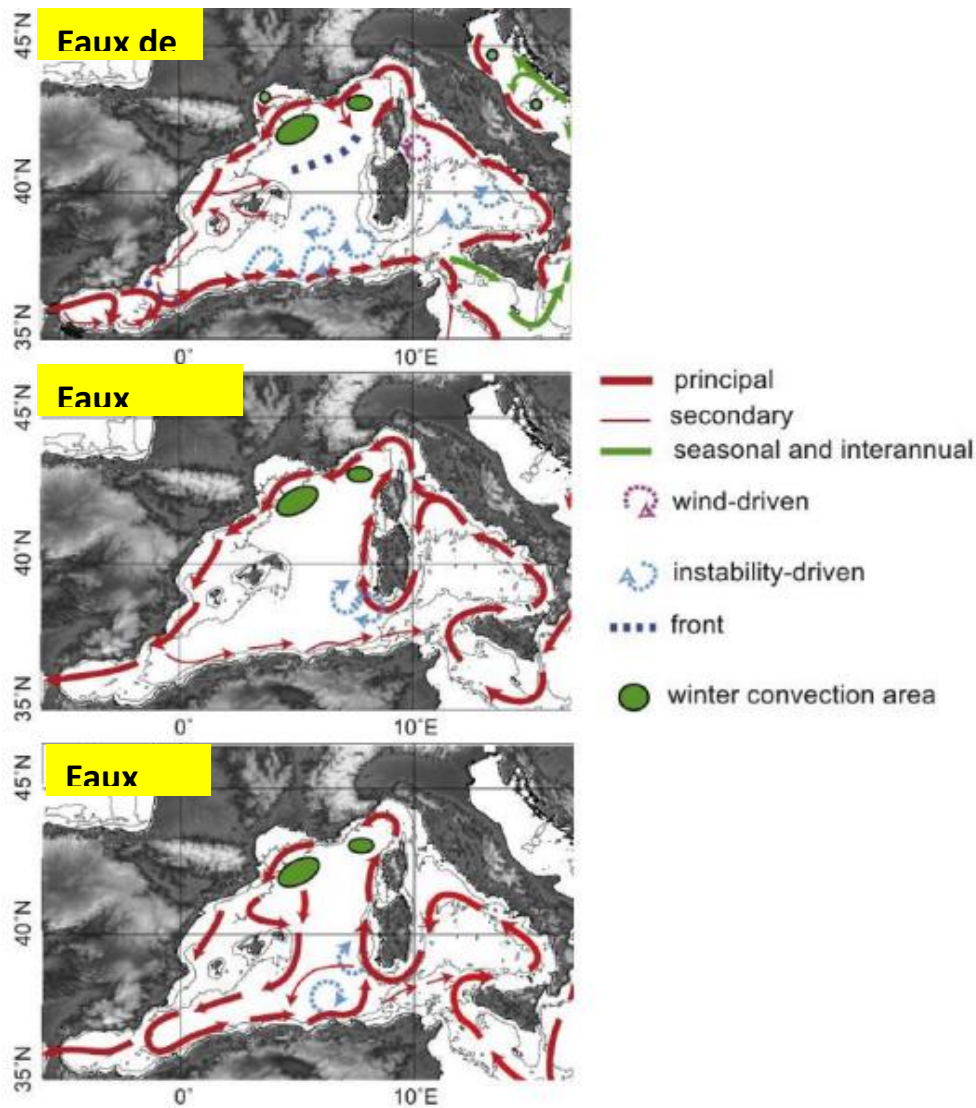 Eaux de
45˚N
40˚N
35˚N
0˚
10˚E
Eaux
45˚N
40˚N
35˚N
0˚
10˚E
principal
secondary
seasonal and interannual
wind-driven
instability-driven
front
winter convection area
Eaux
45˚N
40˚N
35˚N
0˚
10˚E